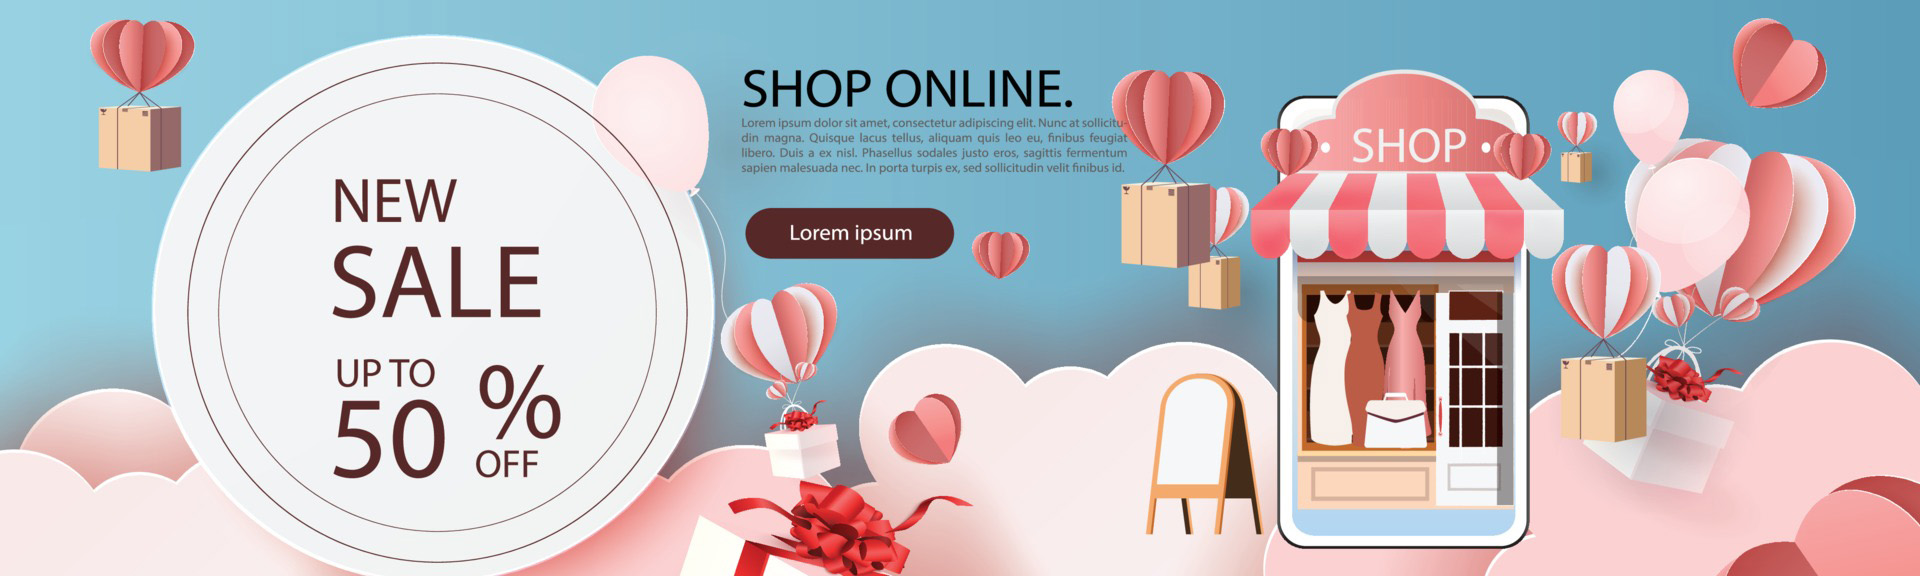 NEW
SALE
UP TO
50 %
OFF
SHOP ONLINE.
Lorem ipsum dolor sit amet, consectetur adipiscing elit. Nunc at sollicitu-
din magna. Quisque lacus tellus, aliquam quis leo eu, finibus feugiat
libero. Duis a ex nisl. Phasellus sodales justo eros, sagittis fermentum
sapien malesuada nec. In porta turpis ex, sed sollicitudin velit finibus id.
Lorem ipsum
• SHOP •